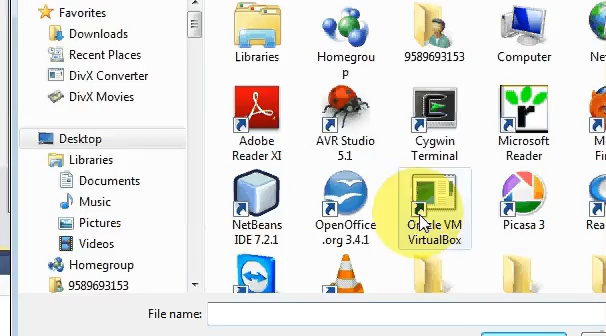 Favorites
Downloads
Recent Places
DivX Converter
DivX Movies
Desktop
Libraries
Documents
Music
Pictures
Videos
Homegroup
9589693153
Libraries
Homegrou
p
9589693153
Computer
Adobe
Reader XI
AVR Studio
5.1
Cygwin
Terminal
Microsoft
Reader
NetBeans
IDE 7.2.1
OpenOffice
.org 3.4.1
Oracle VM
VirtualBox
Picasa 3
File name: